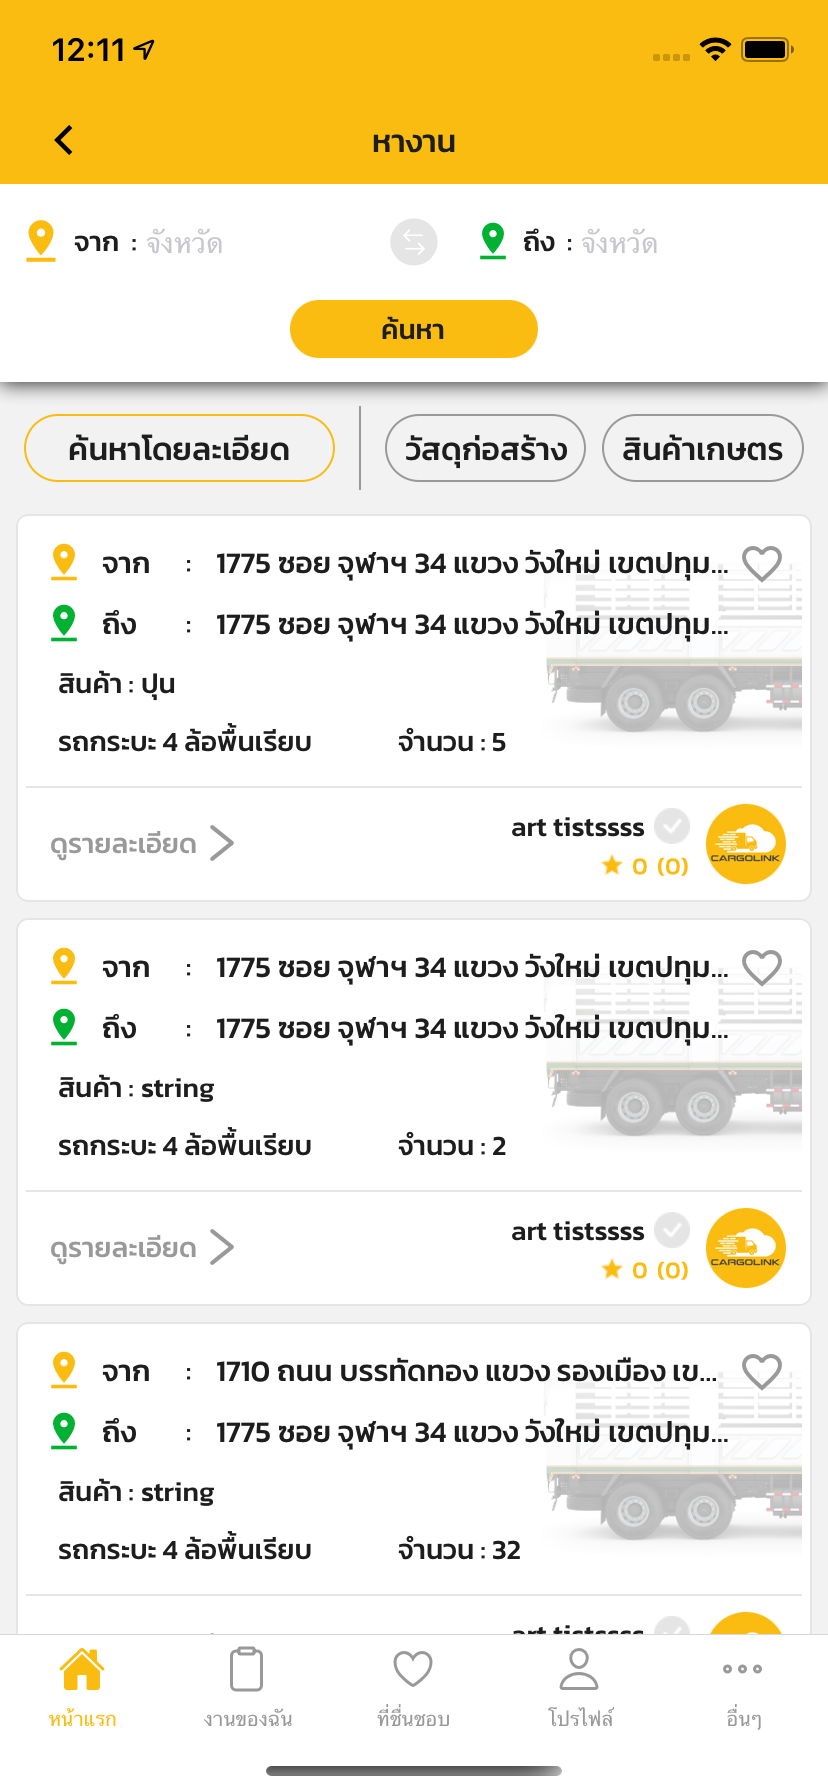 12:11
หางาน
จาก : จังหวัด
ถึง : จังหวัด
ค้นหา
ค้นหาโดยละเอียด
วัสดุก่อสร้าง
สินค้าเกษตร
จาก : 1775 ซอย จุฬาฯ 34 แขวง วังใหม่ เขตปทุม...
ถึง : 1775 ซอย จุฬาฯ 34 แขวง วังใหม่ เขตปทุม...
สินค้า : ปุน
รถกระบะ 4 ล้อพื้นเรียบ จำนวน : 5
ดูรายละเอียด
art tistssss
0 (0)
CARGOLINK
จาก : 1775 ซอย จุฬาฯ 34 แขวง วังใหม่ เขตปทุม...
ถึง : 1775 ซอย จุฬาฯ 34 แขวง วังใหม่ เขตปทุม...
สินค้า : string
รถกระบะ 4 ล้อพื้นเรียบ จำนวน : 2
ดูรายละเอียด
art tistssss
0 (0)
CARGOLINK
จาก : 1710 ถนน บรรทัดทอง แขวง รองเมือง เข...
ถึง : 1775 ซอย จุฬาฯ 34 แขวง วังใหม่ เขตปทุม...
สินค้า : string
รถกระบะ 4 ล้อพื้นเรียบ จำนวน : 32
art tistssss
หน้าแรก
งานของฉัน
ที่ชื่นชอบ
โปรไฟล์
อื่นๆ